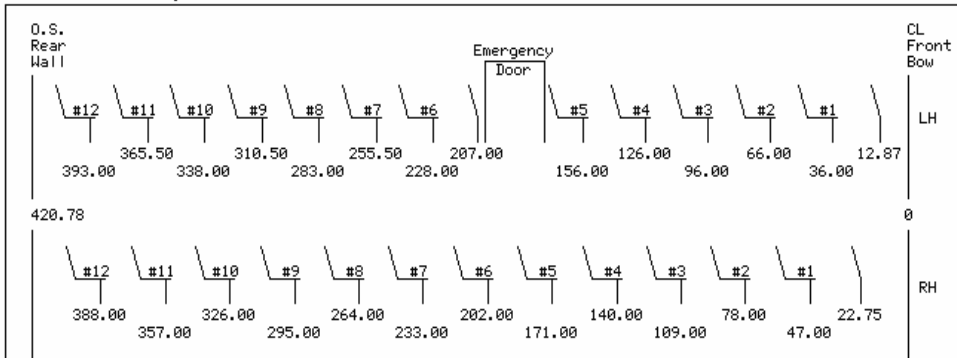 O.S.
Rear
Wall
CL
Front
Bow
Emergency
Door
#12 #11 #10 #9 #8 #7 #6 #5 #4 #3 #2 #1
LH
365.50 310.50 255.50 207.00 126.00 66.00 12.87
393.00 338.00 283.00 228.00 156.00 96.00 36.00
420.78 0
#12 #11 #10 #9 #8 #7 #6 #5 #4 #3 #2 #1
RH
388.00 326.00 264.00 202.00 140.00 78.00 22.75
357.00 295.00 233.00 171.00 109.00 47.00